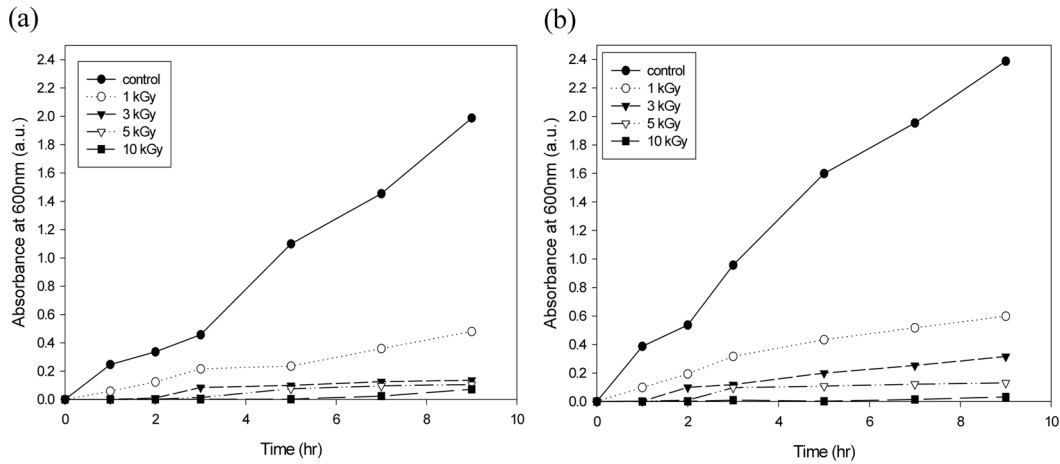 (a)
Absorbance at 600nm (a.u.)
2.4
2.2
2.0
1.8
1.6
1.4
1.2
1.0
0.8
0.6
0.4
0.2
0.0
control
1 kGy
3 kGy
5 kGy
10 kGy
0 2 4 6 8 10
Time (hr)
(b)
Absorbance at 600nm (a.u.)
2.4
2.2
2.0
1.8
1.6
1.4
1.2
1.0
0.8
0.6
0.4
0.2
0.0
control
1 kGy
3 kGy
5 kGy
10 kGy
0 2 4 6 8 10
Time (hr)